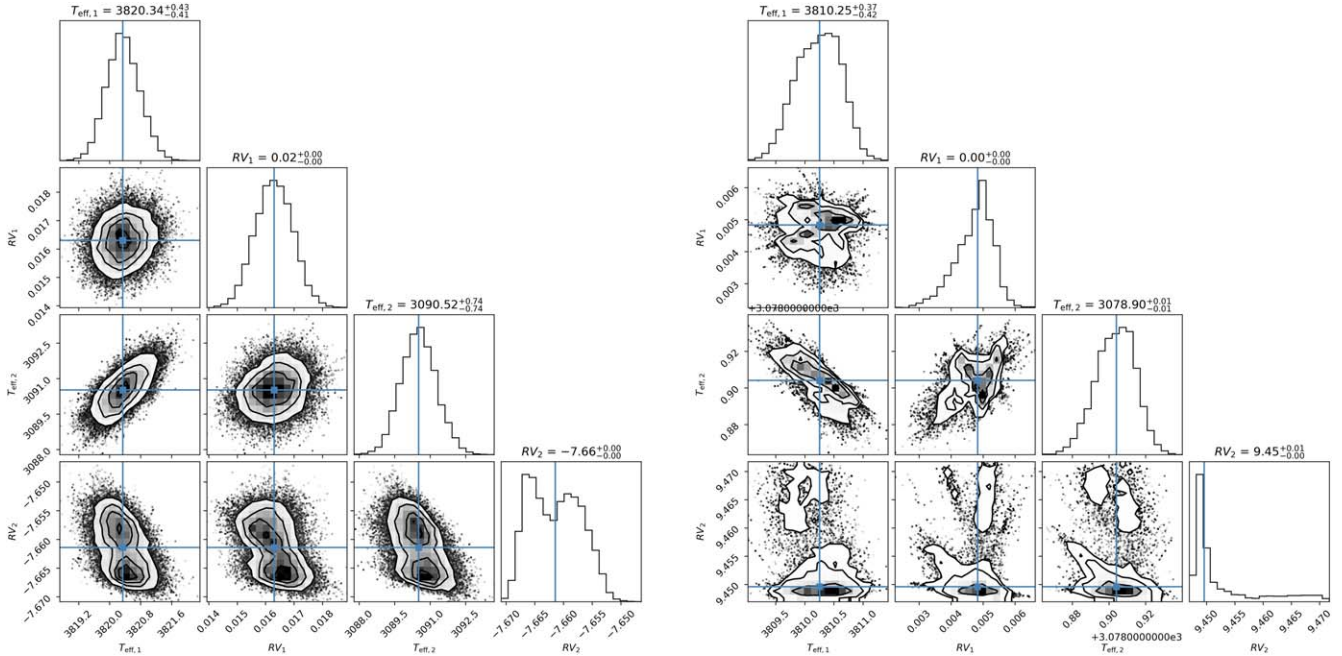 T_eff,1 = 3820.34 +0.43 −0.41
RV_1 = 0.02 +0.00 −0.00
T_eff,2 = 3090.52 +0.74 −0.74
RV_2 = −7.66 +0.00 −0.00
RV_1
0.018
0.017
0.016
0.015
0.014
T_eff,2
3092.5
3091.0
3089.5
3088.0
RV_2
−7.650
−7.655
−7.660
−7.665
−7.670
3819.2 3820.0 3820.8 3821.6
T_eff,1
0.014 0.015 0.016 0.017 0.018
RV_1
3088.0 3089.5 3091.0 3092.5
T_eff,2
−7.670 −7.665 −7.660 −7.655 −7.650
RV_2
T_eff,1 = 3810.25 +0.37 −0.42
RV_1 = 0.00 +0.00 −0.00
T_eff,2 = 3078.90 +0.01 −0.01
RV_2 = 9.45 +0.01 −0.00
RV_1
0.006
0.005
0.004
0.003
+3.0780000000e3
T_eff,2
0.92
0.90
0.88
RV_2
9.470
9.465
9.460
9.455
9.450
3809.5 3810.0 3810.5 3811.0
T_eff,1
0.003 0.004 0.005 0.006
RV_1
0.88 0.90 0.92
+3.0780000000e3
T_eff,2
9.450 9.455 9.460 9.465 9.470
RV_2